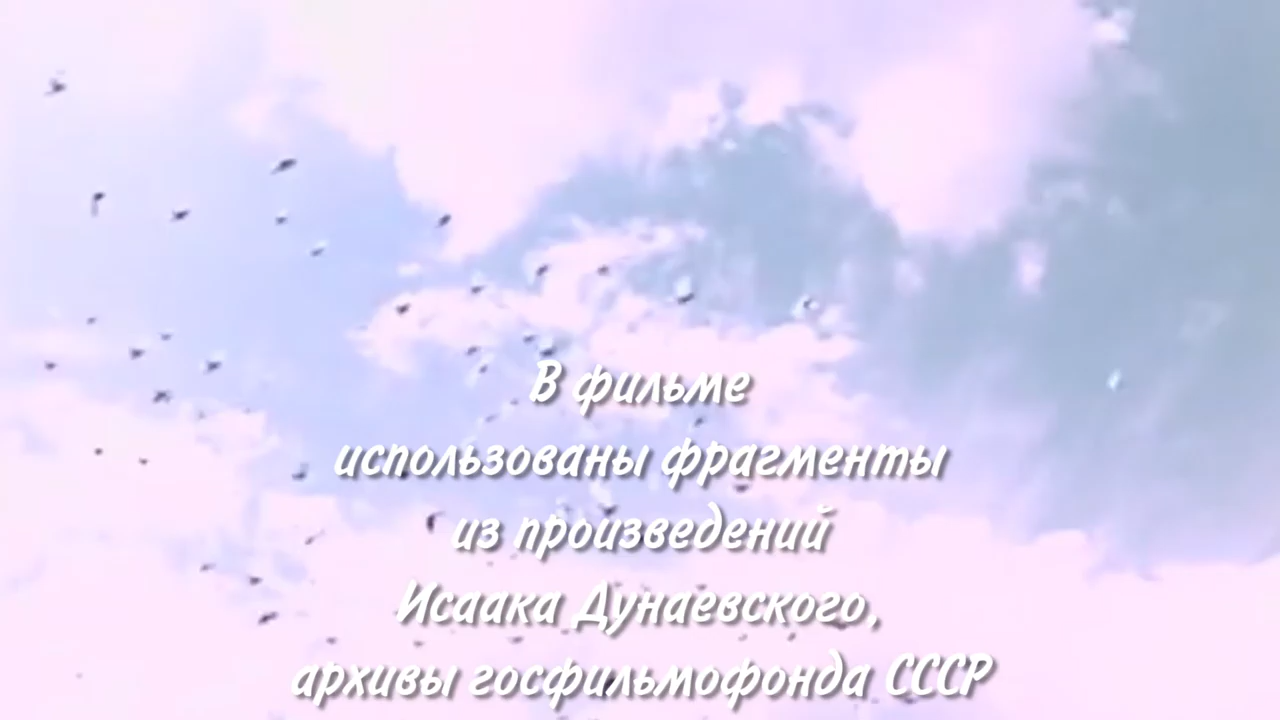 В фильме
использованы фрагменты
из произведений
Исаака Дунаевского,
архивы госфильмофонда СССР